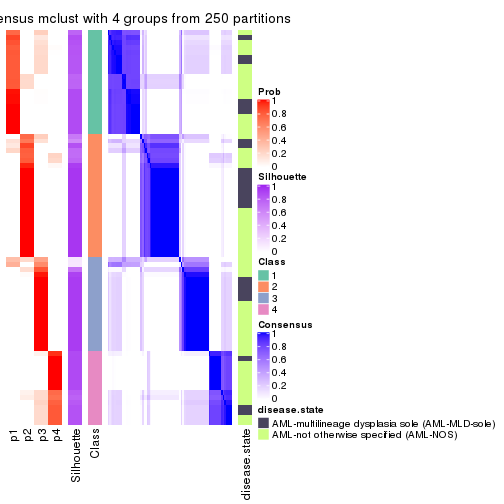 ensus mclust with 4 groups from 250 partitions
Prob
1
0.8
0.6
0.4
0.2
0
Silhouette
1
0.8
0.6
0.4
0.2
0
Class
1
2
3
4
Consensus
1
0.8
0.6
0.4
0.2
0
disease.state
AML-multilineage dysplasia sole (AML-MLD-sole)
AML-not otherwise specified (AML-NOS)
p1
p2
p3
p4
Silhouette
Class
disease.state